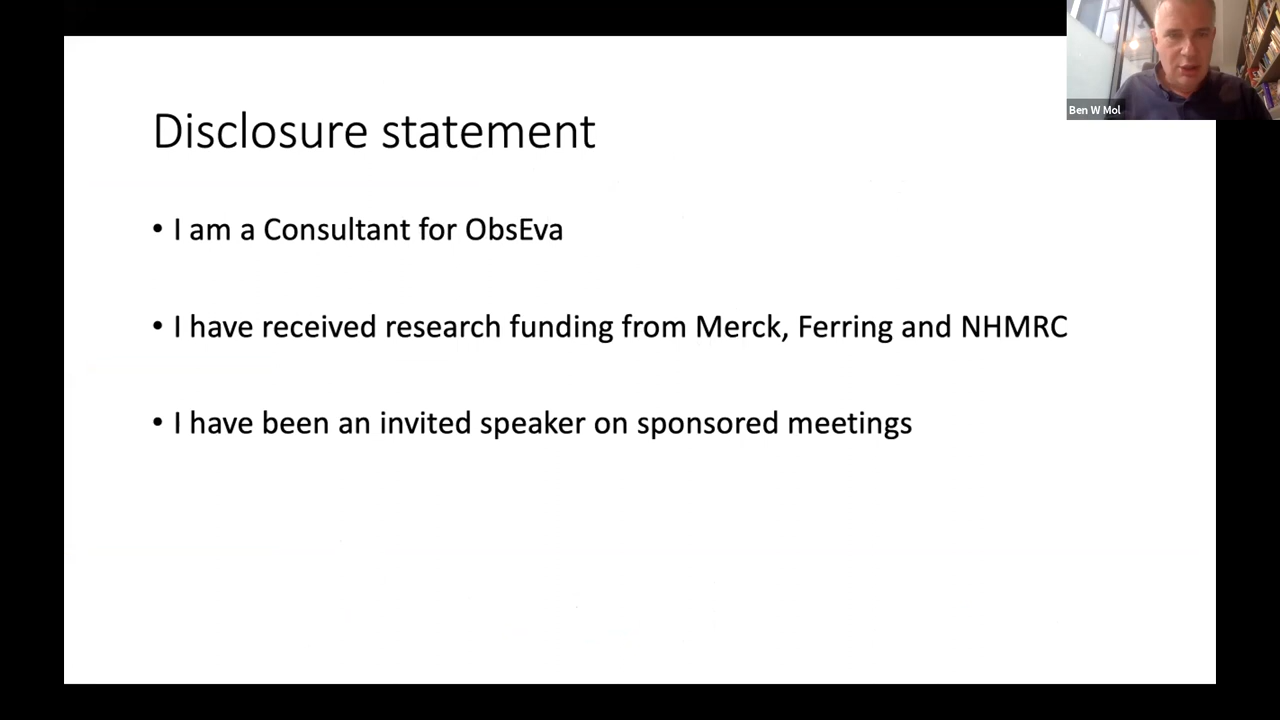 Ben W Mol
Disclosure statement
• I am a Consultant for ObsEva
• I have received research funding from Merck, Ferring and NHMRC
• I have been an invited speaker on sponsored meetings